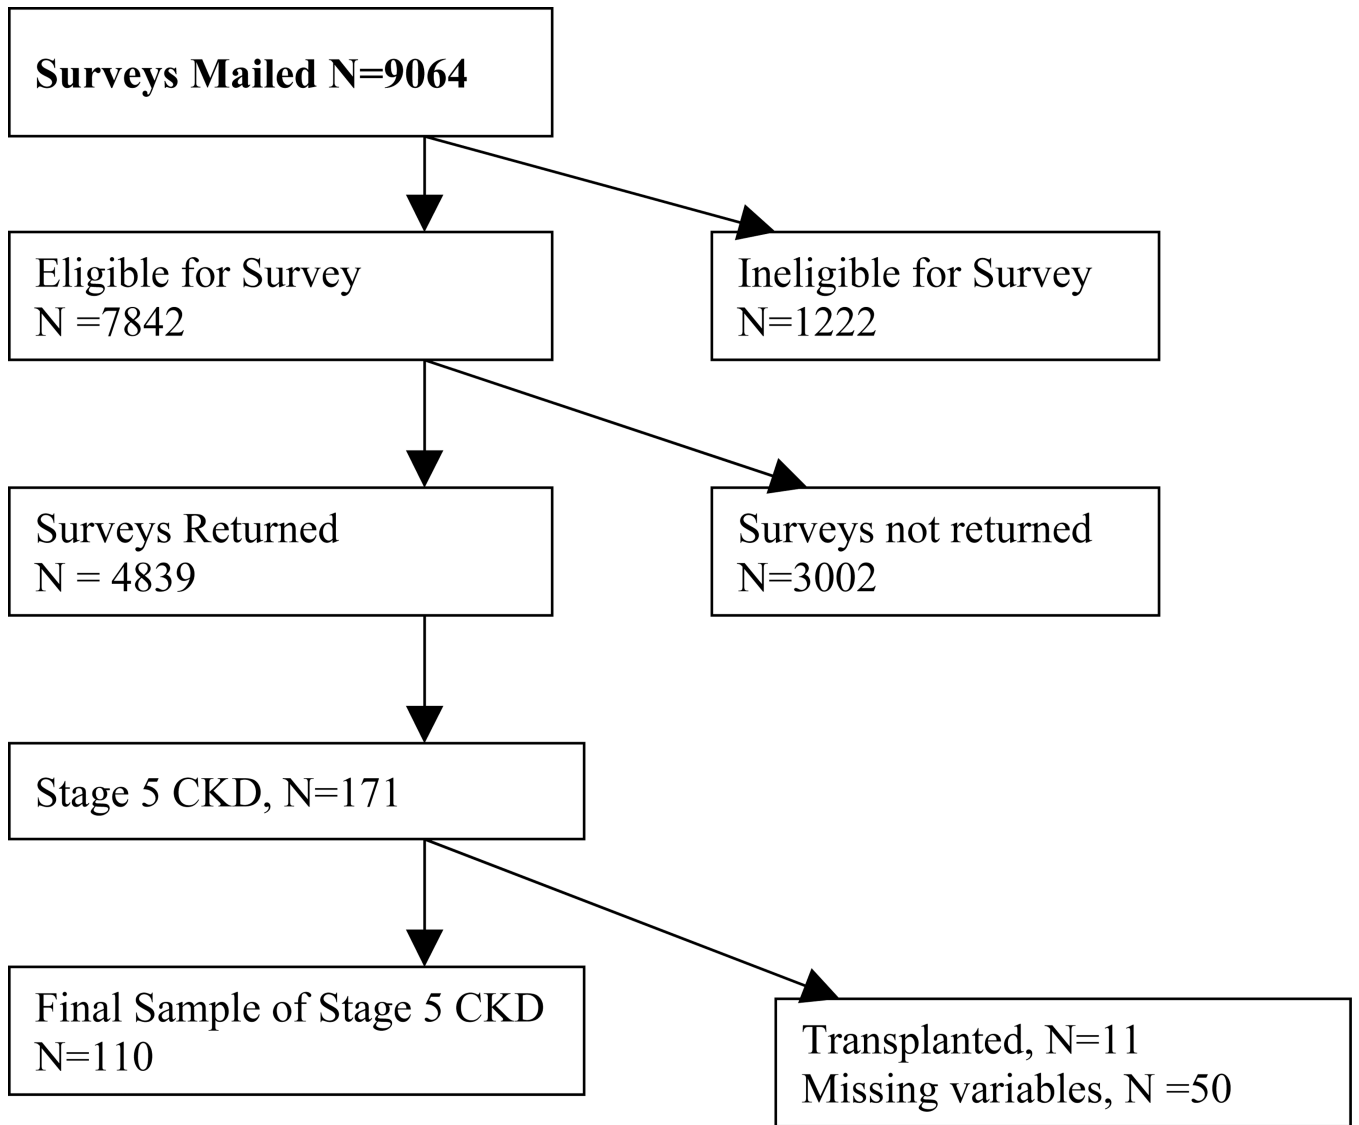 Surveys Mailed N=9064
Eligible for Survey
N =7842
Ineligible for Survey
N=1222
Surveys Returned
N = 4839
Surveys not returned
N=3002
Stage 5 CKD, N=171
Final Sample of Stage 5 CKD
N=110
Transplanted, N=11
Missing variables, N =50